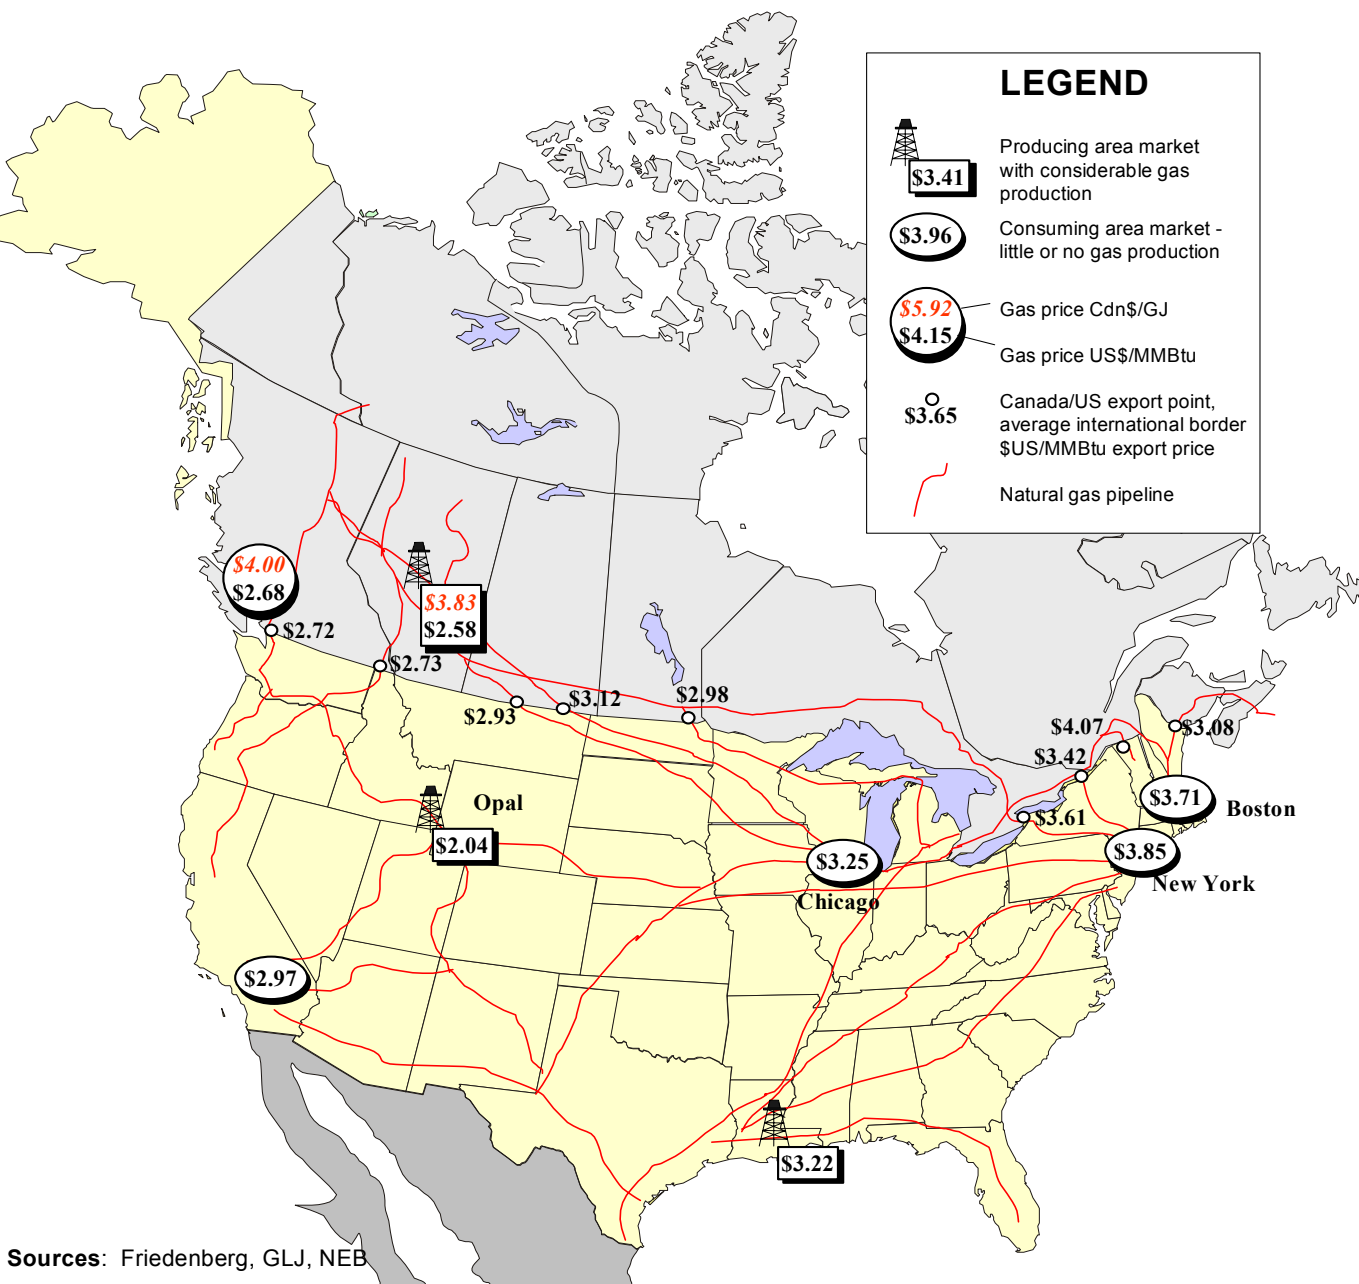 LEGEND
$3.41
Producing area market
with considerable gas
production
$3.96
Consuming area market -
little or no gas production
$5.92
$4.15
Gas price Cdn$/GJ
Gas price US$/MMBtu
$3.65
Canada/US export point,
average international border
$US/MMBtu export price
Natural gas pipeline
$4.00
$2.68
$2.72
$3.83
$2.58
$2.73
$2.93
$3.12
$2.98
$4.07
$3.08
$3.42
$3.61
$3.71
Boston
$3.85
New York
Opal
$2.04
$3.25
Chicago
$2.97
$3.22
Sources: Friedenberg, GLJ, NEB